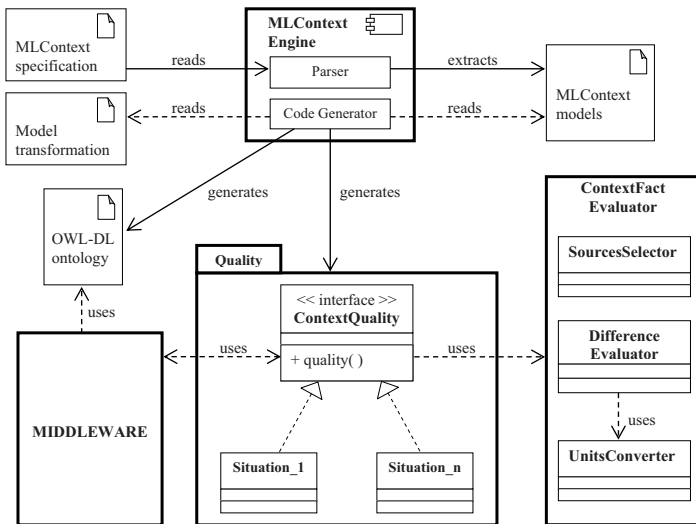 MLContext
specification
reads
MLContext
Engine
Parser
extracts
MLContext
models
Model
transformation
reads
Code Generator
reads
generates
generates
OWL-DL
ontology
uses
MIDDLEWARE
uses
Quality
<< interface >>
ContextQuality
+ quality( )
Situation_1
Situation_n
uses
ContextFact
Evaluator
SourcesSelector
Difference
Evaluator
uses
UnitsConverter